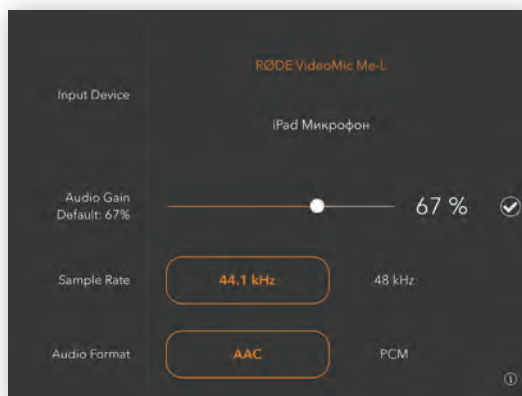 RØDE VideoMic Me-L
Input Device
iPad Микрофон
Audio Gain
Default: 67%
67 %
Sample Rate
44.1 kHz
48 kHz
Audio Format
AAC
PCM